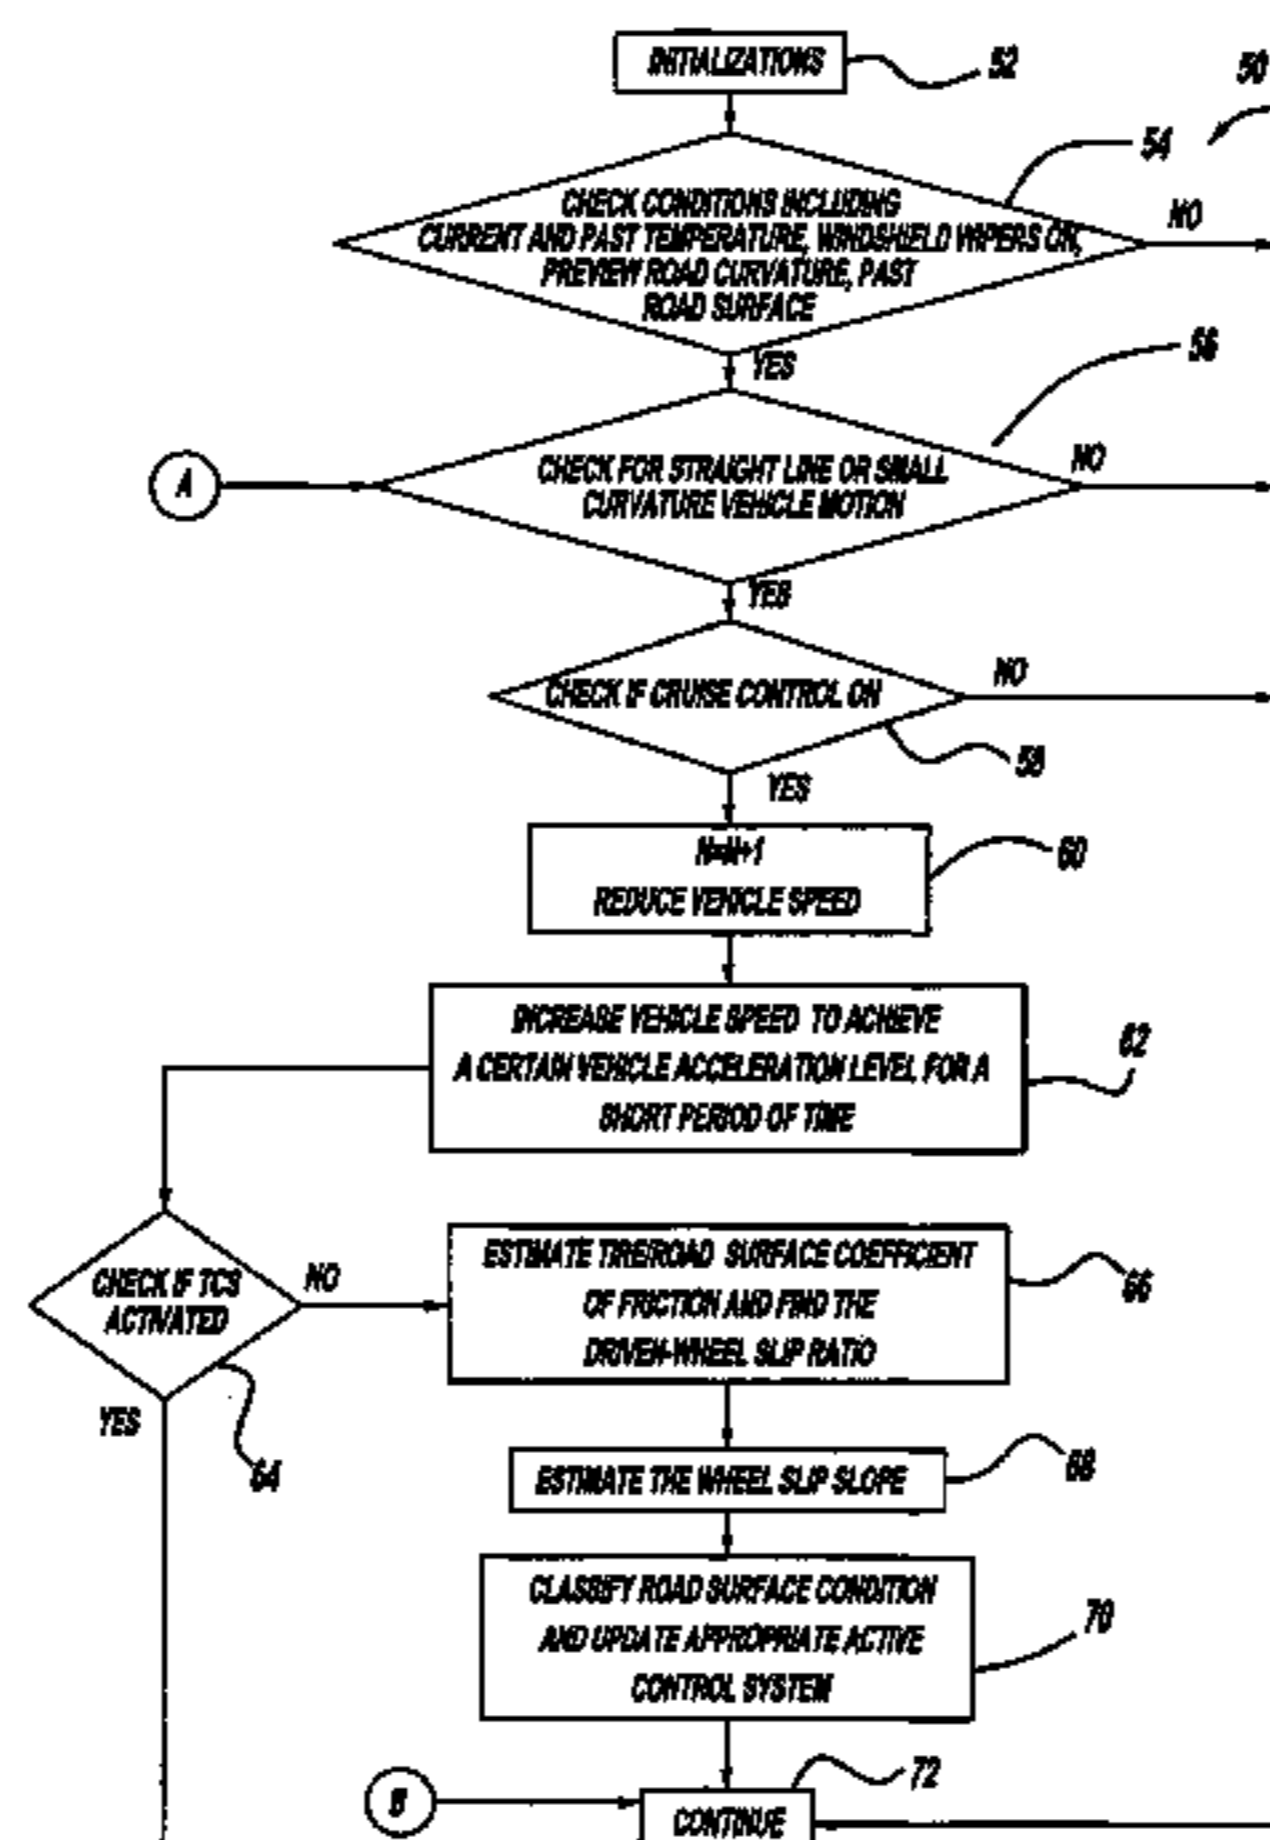 INITIALIZATIONS
52
50
54
CHECK CONDITIONS INCLUDING
CURRENT AND PAST TEMPERATURE, WINDSHIELD WIPERS ON,
PREVIEW ROAD CURVATURE, PAST
ROAD SURFACE
NO
YES
56
A
CHECK FOR STRAIGHT LINE OR SMALL
CURVATURE VEHICLE MOTION
NO
YES
CHECK IF CRUISE CONTROL ON
NO
58
YES
N=N+1
REDUCE VEHICLE SPEED
60
INCREASE VEHICLE SPEED TO ACHIEVE
A CERTAIN VEHICLE ACCELERATION LEVEL FOR A
SHORT PERIOD OF TIME
62
CHECK IF TCS
ACTIVATED
NO
YES
64
ESTIMATE TIRE/ROAD SURFACE COEFFICIENT
OF FRICTION AND FIND THE
DRIVEN-WHEEL SLIP RATIO
66
ESTIMATE THE WHEEL SLIP SLOPE
68
CLASSIFY ROAD SURFACE CONDITION
AND UPDATE APPROPRIATE ACTIVE
CONTROL SYSTEM
70
B
72
CONTINUE